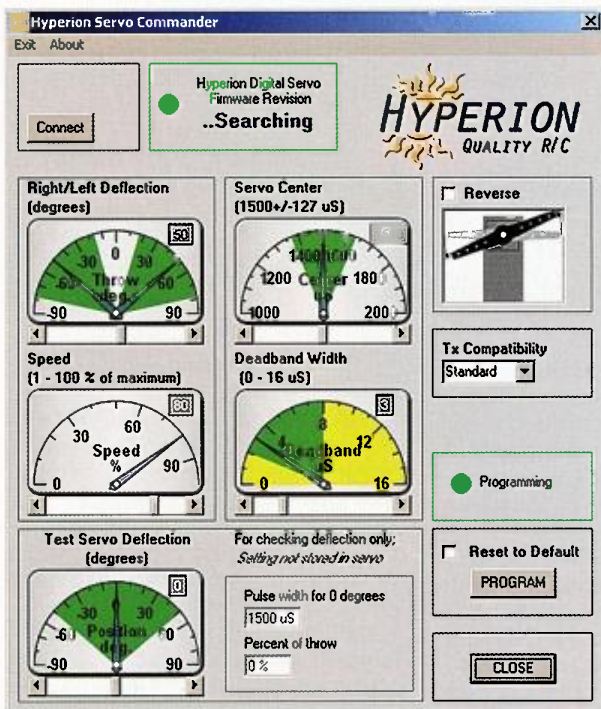 Hyperion Servo Commander
Exit About
Connect
Hyperion Digital Servo
Firmware Revision
..Searching
HYPERION
QUALITY R/C
Right/Left Deflection
(degrees)
50
-90 -60 -30 0 30 60 90
Throw
deg.
Servo Center
(1500+/-127 uS)
1000 1200 1400 1600 1800 200
Center
Reverse
Speed
(1 - 100 % of maximum)
80
0 30 60 90
Speed
%
Deadband Width
(0 - 16 uS)
3
0 4 8 12 16
Deadband
uS
Tx Compatibility
Standard
Programming
Test Servo Deflection
(degrees)
0
-90 -60 -30 30 60 90
Position
deg.
For checking deflection only;
Setting not stored in servo
Pulse width for 0 degrees
1500 uS
Percent of throw
0 %
Reset to Default
PROGRAM
CLOSE